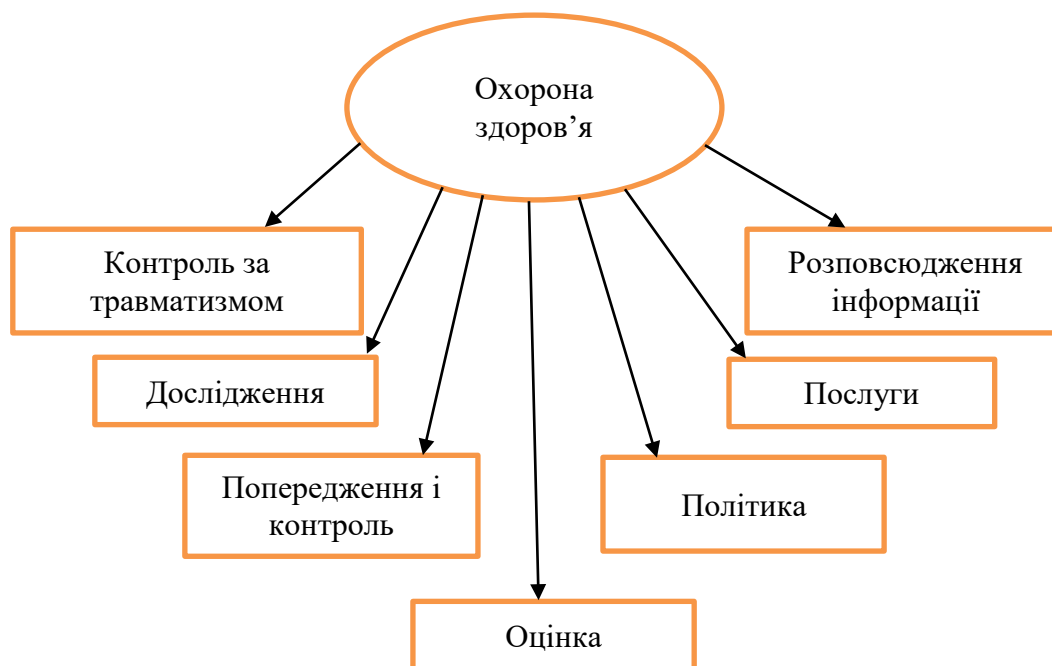 Охорона
здоров’я
Контроль за
травматизмом
Розповсюдження
інформації
Дослідження
Послуги
Попередження і
контроль
Політика
Оцінка